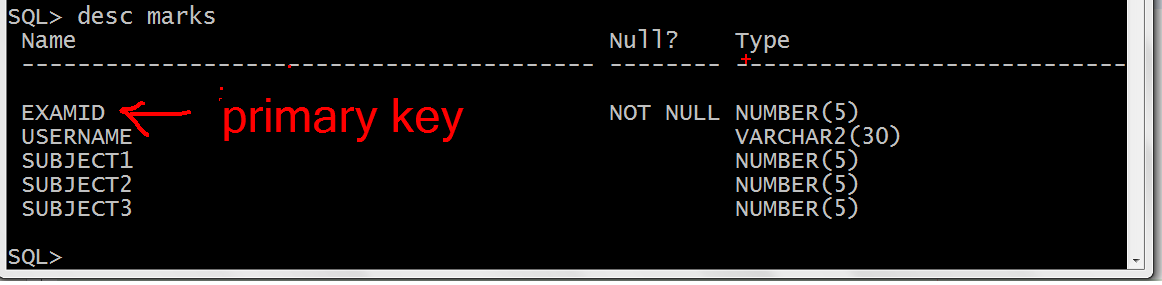 SQL> desc marks
Name Null? Type
----------------------------------------- -------- ----------------------------
EXAMID primary key NOT NULL NUMBER(5)
USERNAME VARCHAR2(30)
SUBJECT1 NUMBER(5)
SUBJECT2 NUMBER(5)
SUBJECT3 NUMBER(5)
SQL>